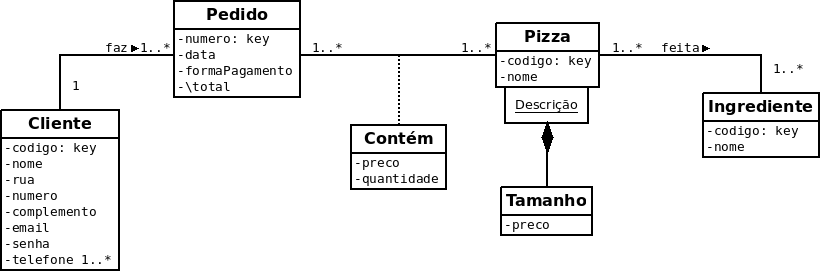 Pedido
-numero: key
-data
-formaPagamento
-\total
faz
1..*
1
1..*
1..*
Pizza
-codigo: key
-nome
Descrição
1..*
feita
1..*
Ingrediente
-codigo: key
-nome
Cliente
-codigo: key
-nome
-rua
-numero
-complemento
-email
-senha
-telefone 1..*
Contém
-preco
-quantidade
Tamanho
-preco